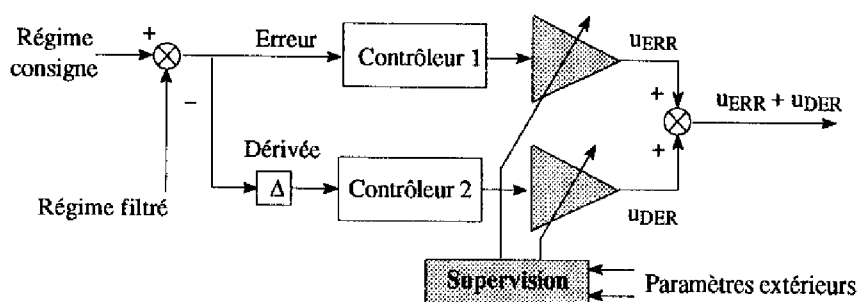 Régime
consigne
+
−
Erreur
Contrôleur 1
uERR
+
uERR + uDER
+
Dérivée
Δ
Contrôleur 2
uDER
Régime filtré
Supervision
Paramètres extérieurs